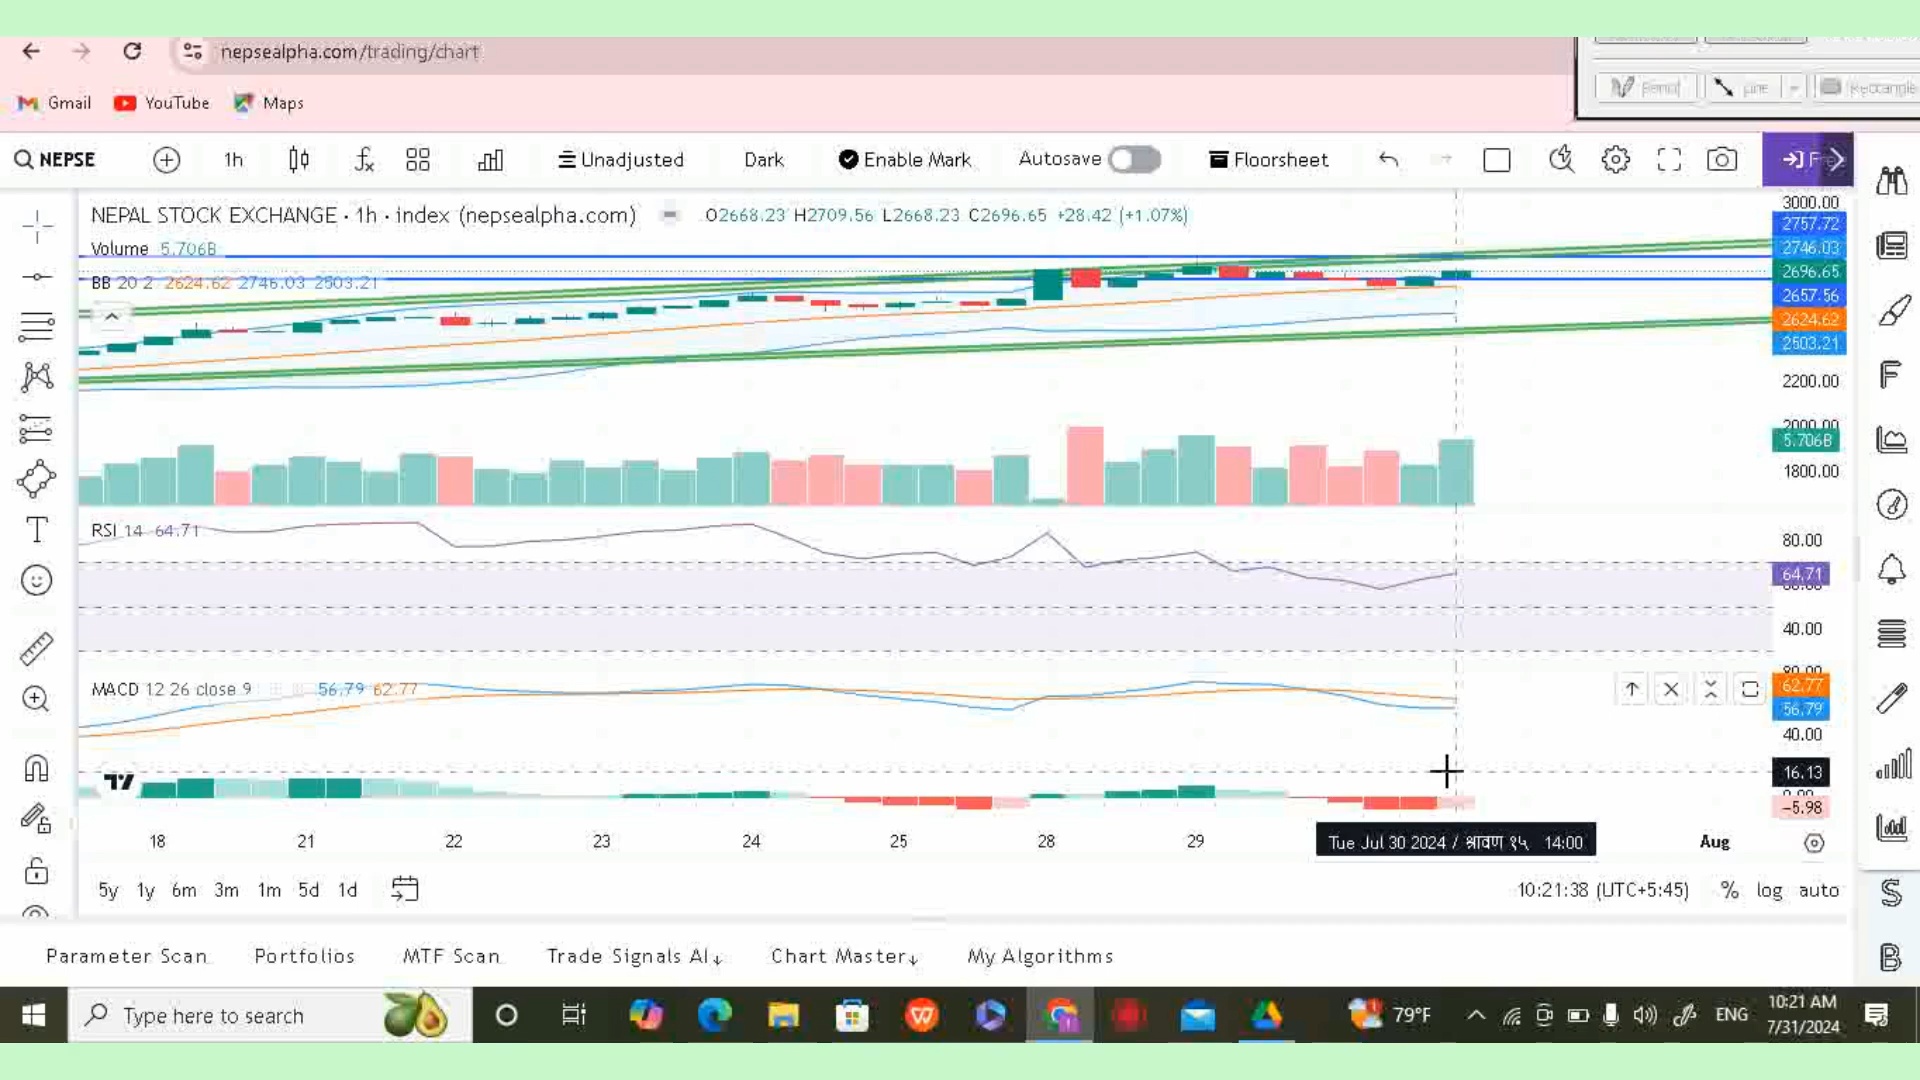 nepsealpha.com/trading/chart
Gmail YouTube Maps
NEPSE 1h Unadjusted Dark Enable Mark Autosave Floorsheet
NEPAL STOCK EXCHANGE · 1h · index (nepsealpha.com) O2668.23 H2709.56 L2668.23 C2696.65 +28.42 (+1.07%)
Volume 5.706B
BB 20 2 2624.62 2746.03 2503.21
3000.00
2757.72
2746.03
2696.65
2657.56
2624.62
2503.21
2200.00
2000.00
5.706B
1800.00
RSI 14 64.71
80.00
64.71
40.00
MACD 12 26 close 9 56.79 62.77
62.77
56.79
40.00
16.13
−5.98
18 21 22 23 24 25 28 29 Tue Jul 30 2024 / श्रावण १५ 14:00 Aug
5y 1y 6m 3m 1m 5d 1d 10:21:38 (UTC+5:45) % log auto
Parameter Scan Portfolios MTF Scan Trade Signals AI↓ Chart Master↓ My Algorithms
Type here to search 79°F ENG 10:21 AM
7/31/2024